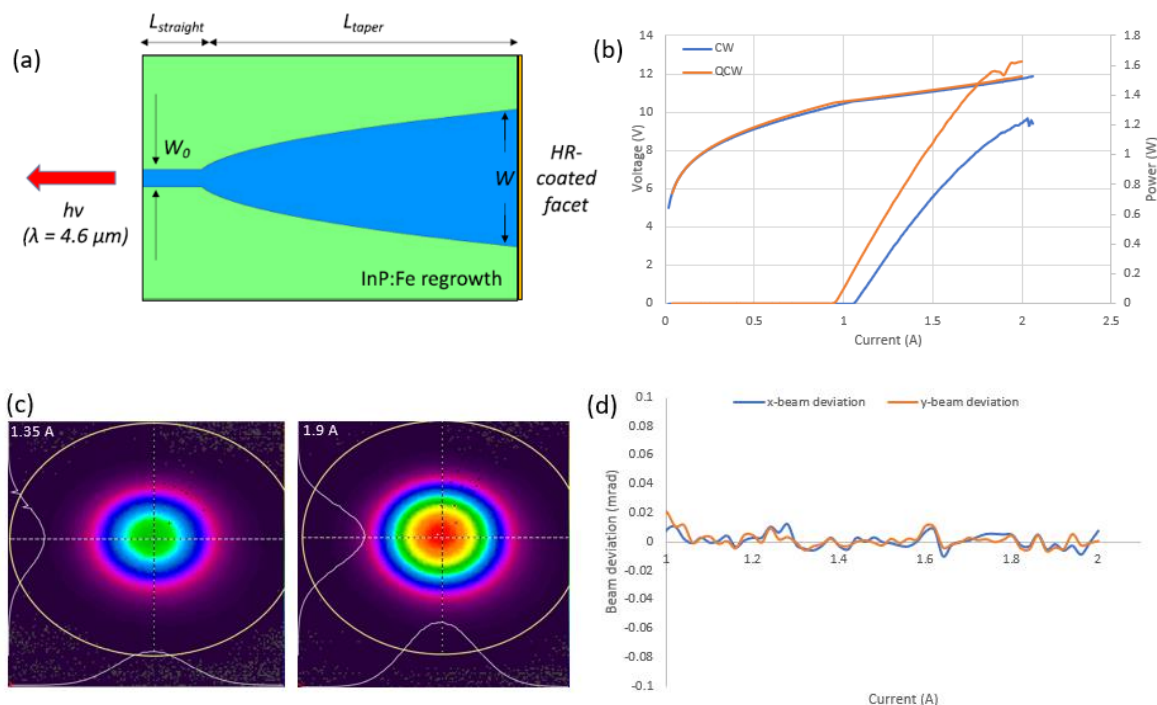 (a)
L_straight
L_taper
W_0
W
HR-
coated
facet
hν
(λ = 4.6 μm)
InP:Fe regrowth
(b)
CW
QCW
14
12
10
8
6
4
2
0
Voltage (V)
1.8
1.6
1.4
1.2
1
0.8
0.6
0.4
0.2
0
Power (W)
0
0.5
1
1.5
2
2.5
Current (A)
(c)
1.35 A
1.9 A
(d)
x-beam deviation
y-beam deviation
0.1
0.08
0.06
0.04
0.02
0
-0.02
-0.04
-0.06
-0.08
-0.1
Beam deviation (mrad)
1
1.2
1.4
1.6
1.8
2
Current (A)